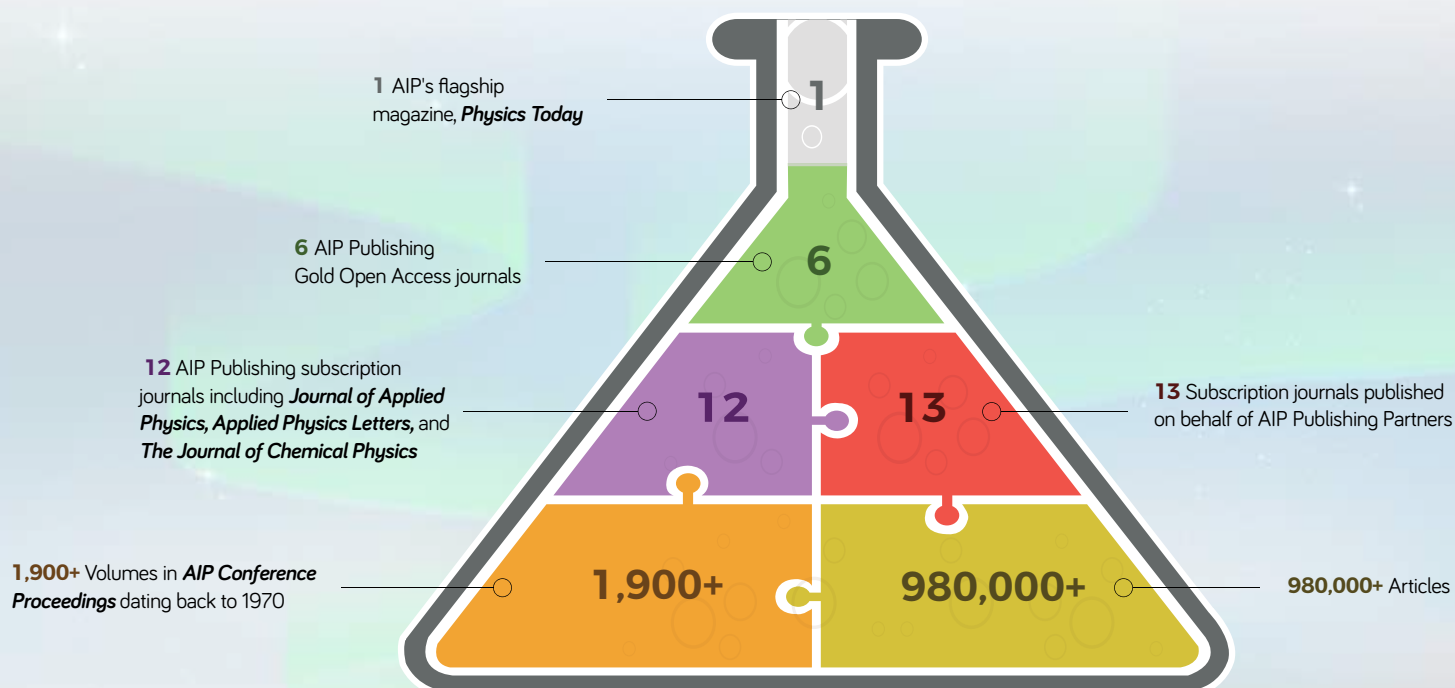 1 AIP's flagship
magazine, Physics Today
1
6 AIP Publishing
Gold Open Access journals
6
12 AIP Publishing subscription
journals including Journal of Applied
Physics, Applied Physics Letters, and
The Journal of Chemical Physics
12
13
13 Subscription journals published
on behalf of AIP Publishing Partners
1,900+ Volumes in AIP Conference
Proceedings dating back to 1970
1,900+
980,000+
980,000+ Articles